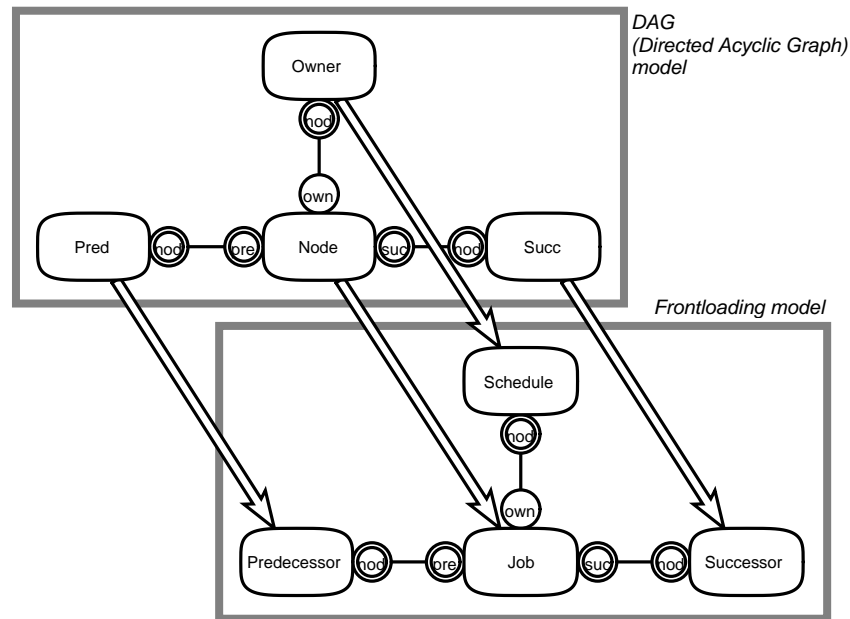 DAG
(Directed Acyclic Graph)
model
Owner
nod
own
Pred
nod
pre
Node
suc
nod
Succ
Frontloading model
Schedule
nod
own
Predecessor
nod
pre
Job
suc
nod
Successor